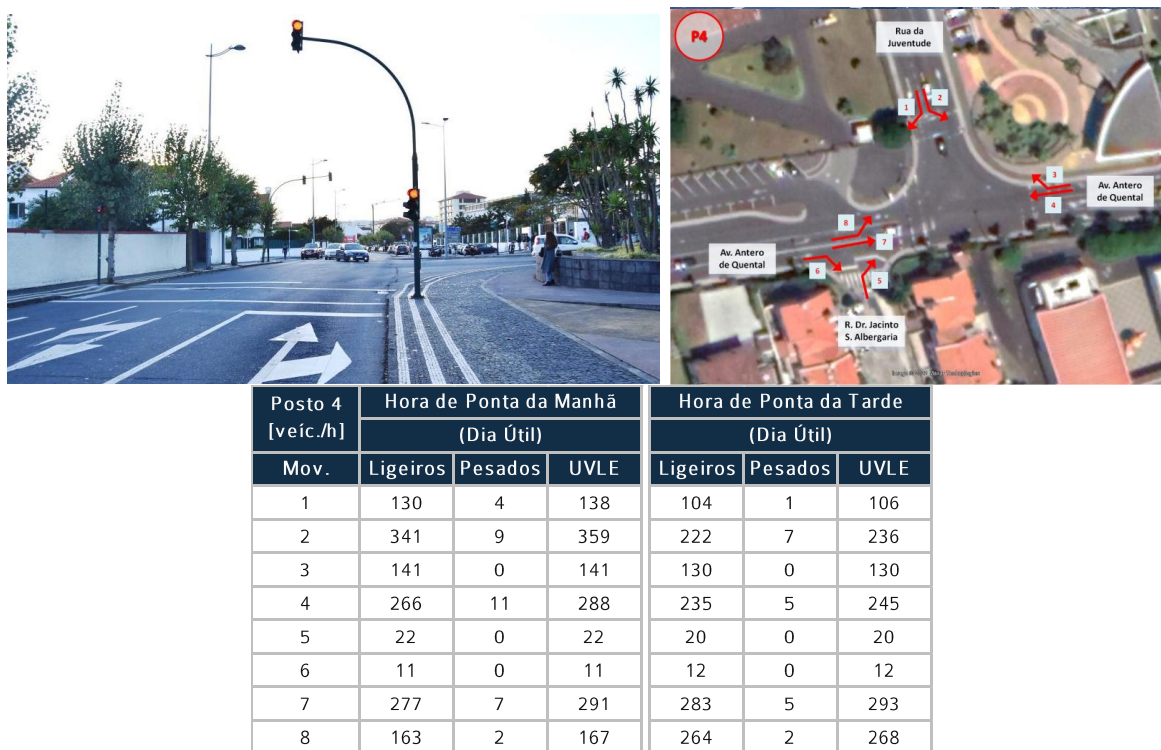 P4
Rua da
Juventude
1
2
3
4
Av. Antero
de Quental
8
7
Av. Antero
de Quental
6
5
R. Dr. Jacinto
S. Albergaria
Posto 4
[veíc./h]
Hora de Ponta da Manhã
Hora de Ponta da Tarde
(Dia Útil)
(Dia Útil)
Mov. Ligeiros Pesados UVLE Ligeiros Pesados UVLE
1 130 4 138 104 1 106
2 341 9 359 222 7 236
3 141 0 141 130 0 130
4 266 11 288 235 5 245
5 22 0 22 20 0 20
6 11 0 11 12 0 12
7 277 7 291 283 5 293
8 163 2 167 264 2 268